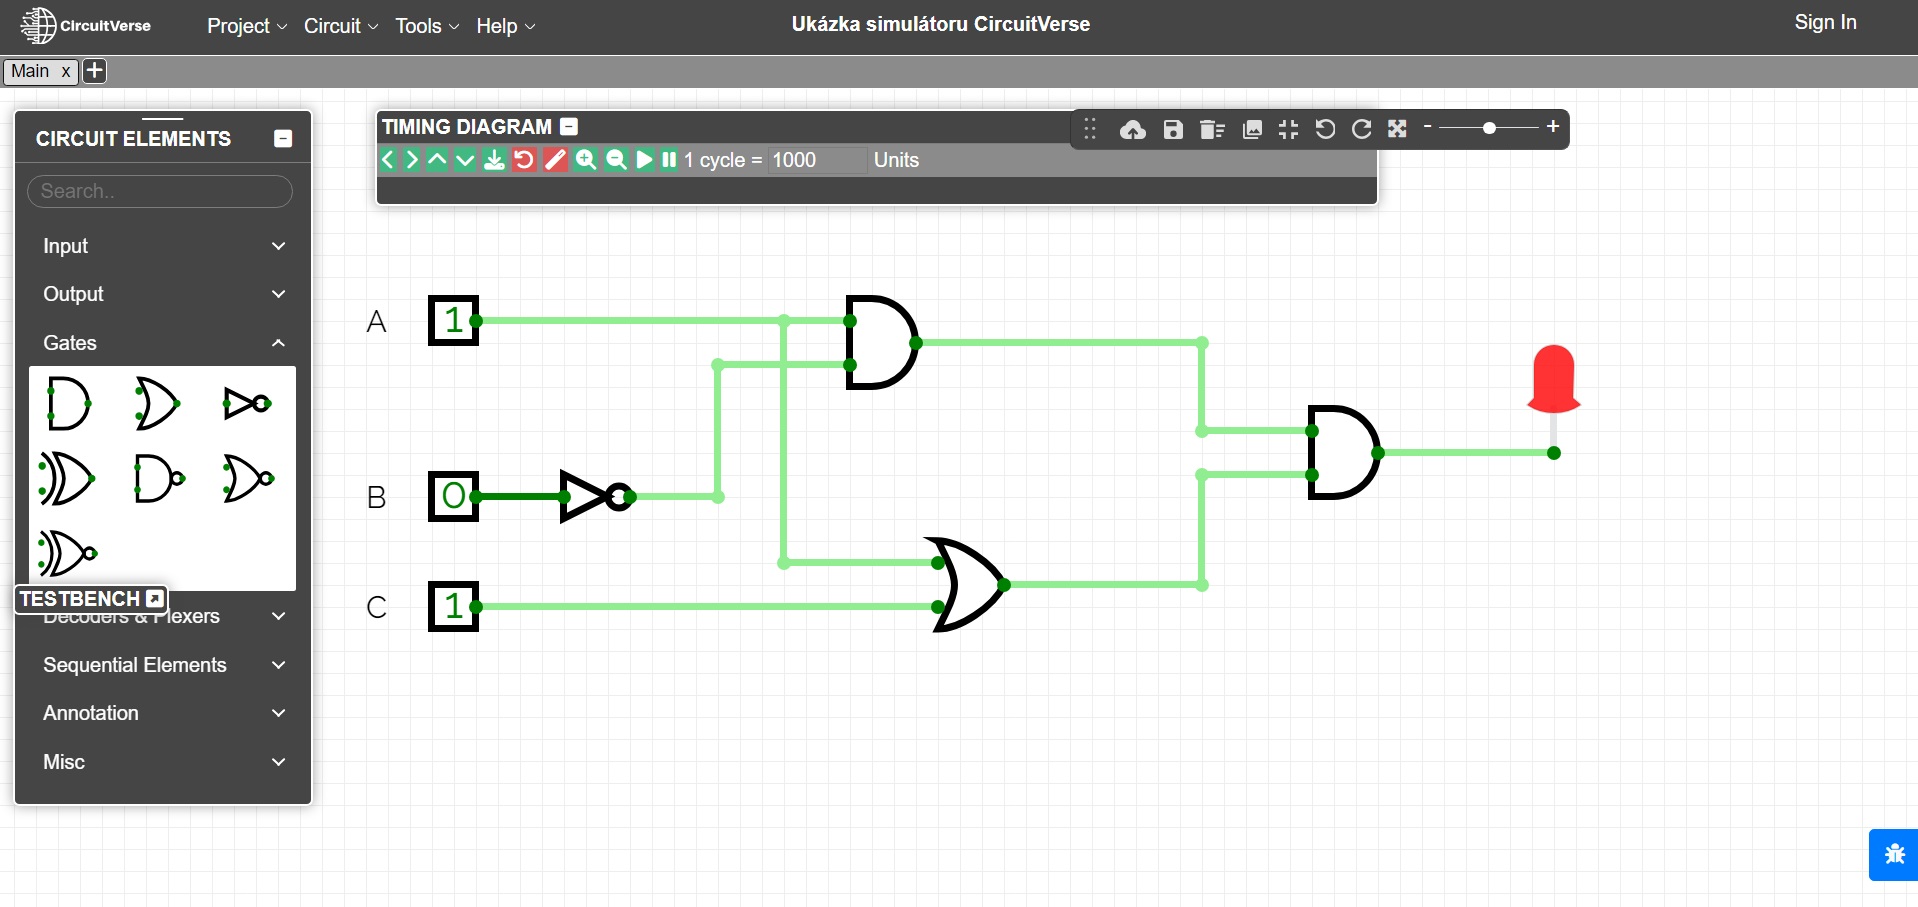 CircuitVerse Project Circuit Tools Help Ukázka simulátoru CircuitVerse Sign In
Main x +
CIRCUIT ELEMENTS
Search..
Input
Output
Gates
TESTBENCH
Decoders & Plexers
Sequential Elements
Annotation
Misc
TIMING DIAGRAM
1 cycle = 1000 Units
- +
A 1
B 0
C 1